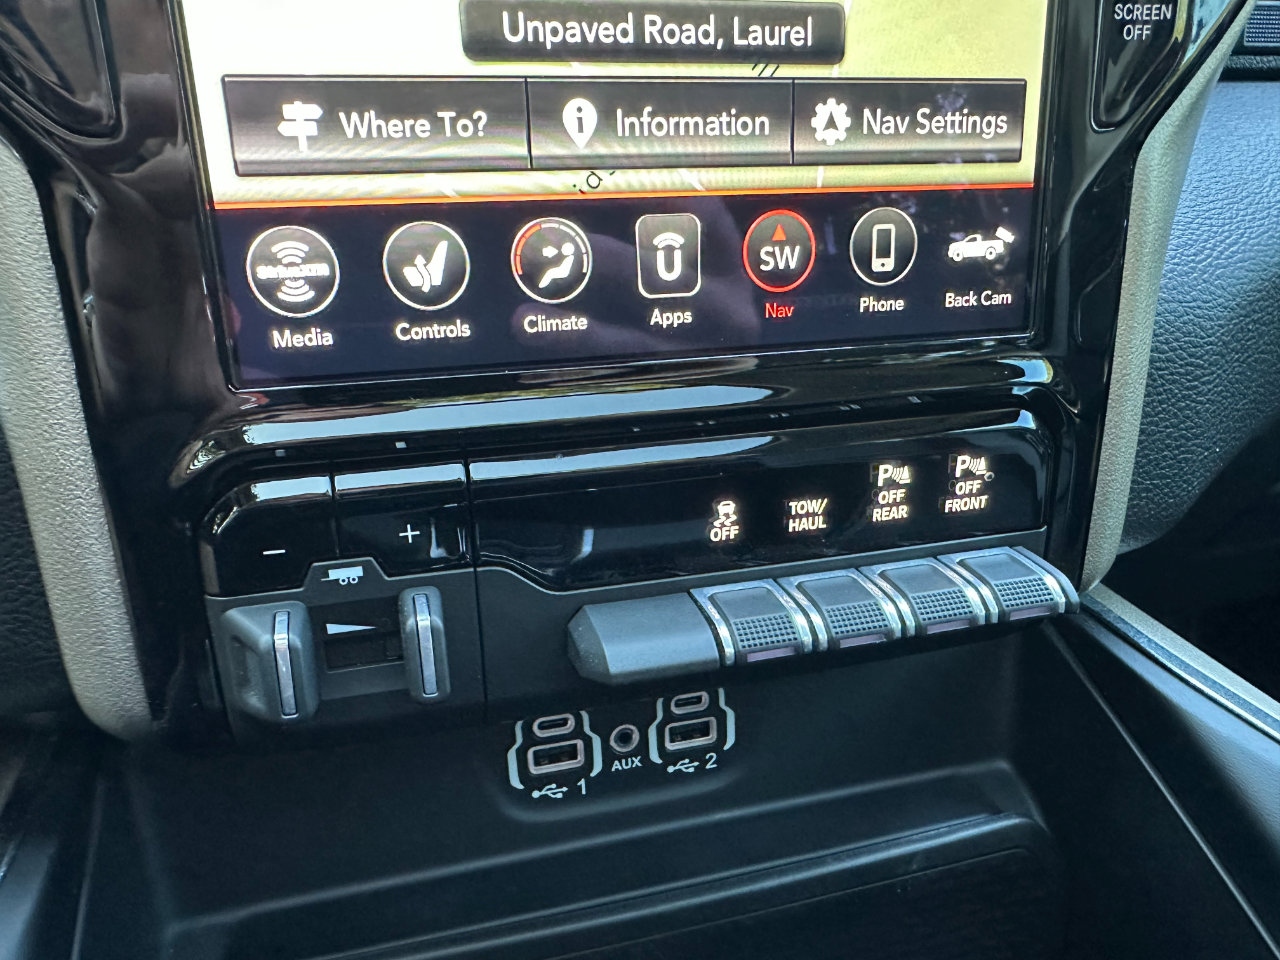 SCREEN
OFF
Unpaved Road, Laurel
Where To?
Information
Nav Settings
siriusxm
Media
Controls
Climate
U
Apps
SW
Nav
Phone
Back Cam
-
+
OFF
TOW/
HAUL
P
OFF
REAR
P
OFF
FRONT
1
AUX
2